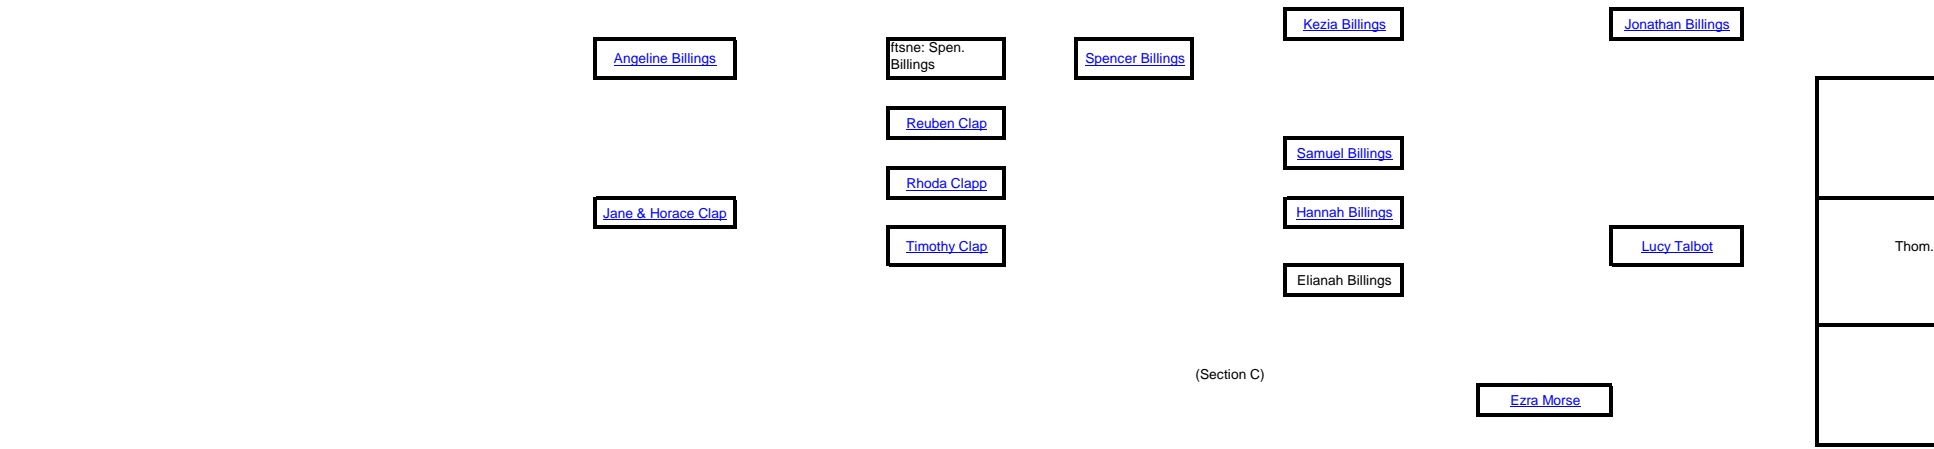 Kezia Billings
Jonathan Billings
Angeline Billings
ftsne: Spen.
Billings
Spencer Billings
Reuben Clap
Samuel Billings
Rhoda Clapp
Jane & Horace Clap
Hannah Billings
Timothy Clap
Lucy Talbot
Thom.
Elianah Billings
(Section C)
Ezra Morse